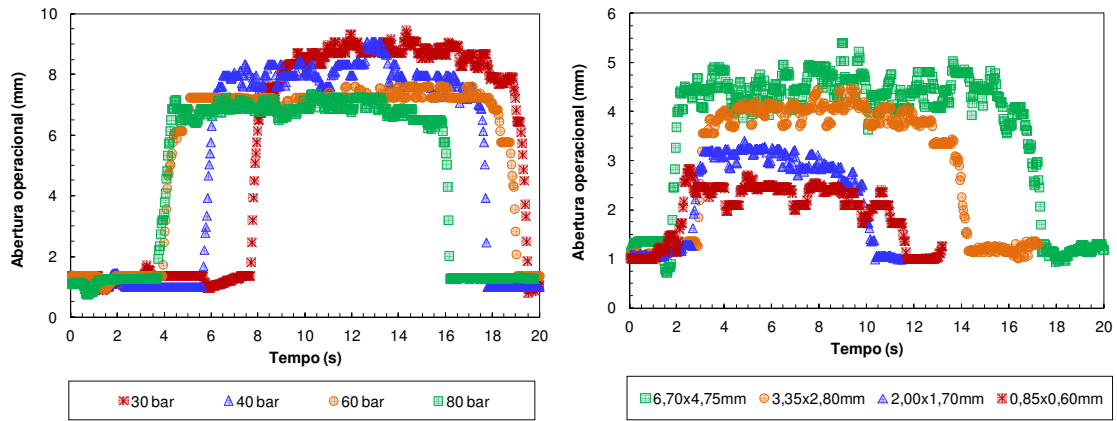 Abertura operacional (mm)
10
8
6
4
2
0
0 2 4 6 8 10 12 14 16 18 20
Tempo (s)
30 bar 40 bar 60 bar 80 bar
Abertura operacional (mm)
6
5
4
3
2
1
0
0 2 4 6 8 10 12 14 16 18 20
Tempo (s)
6,70x4,75mm 3,35x2,80mm 2,00x1,70mm 0,85x0,60mm